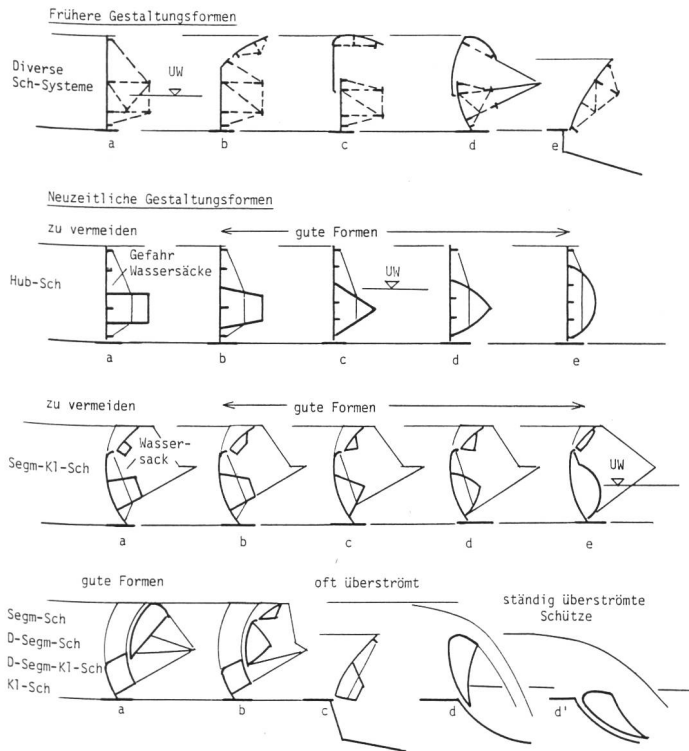 Frühere Gestaltungsformen
Diverse
Sch-Systeme
UW
a b c d e
Neuzeitliche Gestaltungsformen
zu vermeiden gute Formen
Hub-Sch
Gefahr
Wassersäcke
UW
a b c d e
zu vermeiden gute Formen
Segm-Kl-Sch
Wasser-
sack
UW
a b c d e
gute Formen oft überströmt
ständig überströmte
Schütze
Segm-Sch
D-Segm-Sch
D-Segm-Kl-Sch
Kl-Sch
a b c d d'